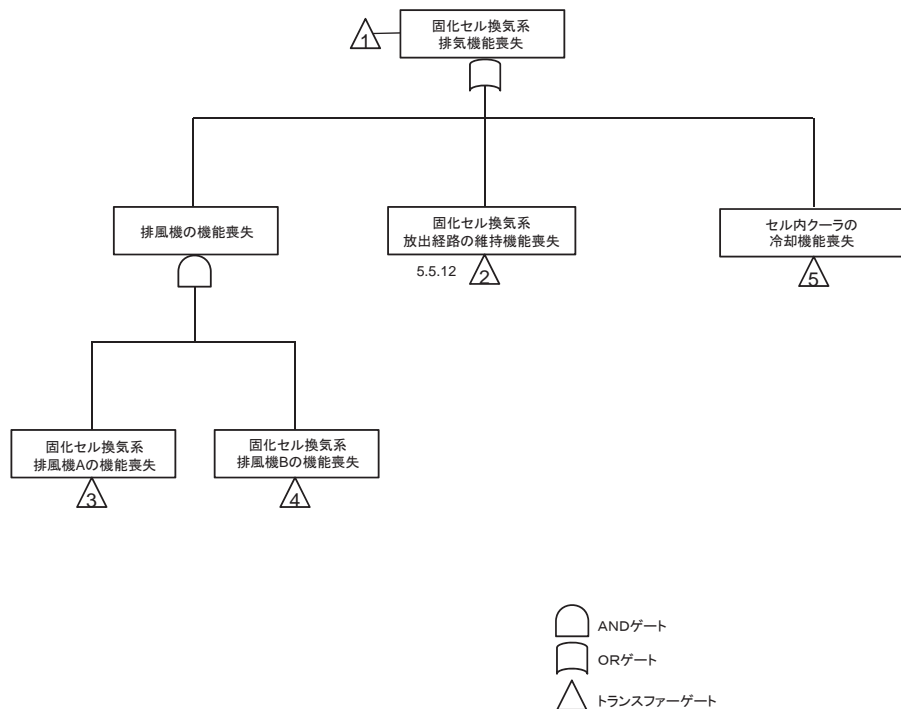 1
固化セル換気系
排気機能喪失
排風機の機能喪失
固化セル換気系
放出経路の維持機能喪失
5.5.12
2
セル内クーラの
冷却機能喪失
5
固化セル換気系
排風機Aの機能喪失
3
固化セル換気系
排風機Bの機能喪失
4
ANDゲート
ORゲート
トランスファーゲート